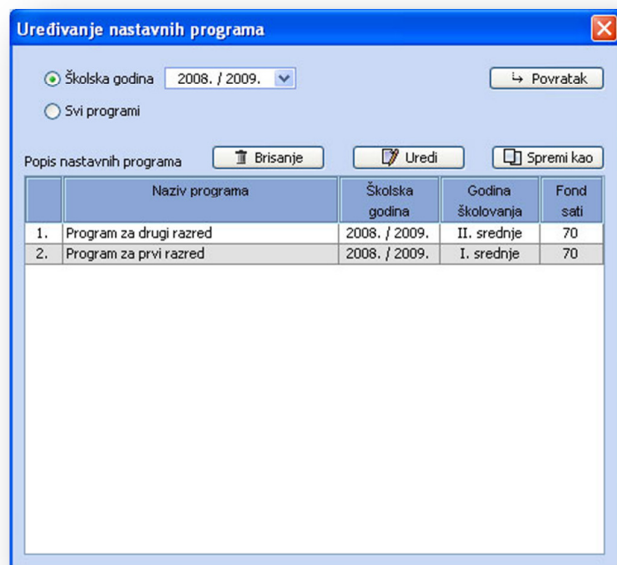 Uređivanje nastavnih programa
Školska godina 2008. / 2009. Povratak
Svi programi
Popis nastavnih programa Brisanje Uredi Spremi kao
Naziv programa Školska godina Godina školovanja Fond sati
1. Program za drugi razred 2008. / 2009. II. srednje 70
2. Program za prvi razred 2008. / 2009. I. srednje 70